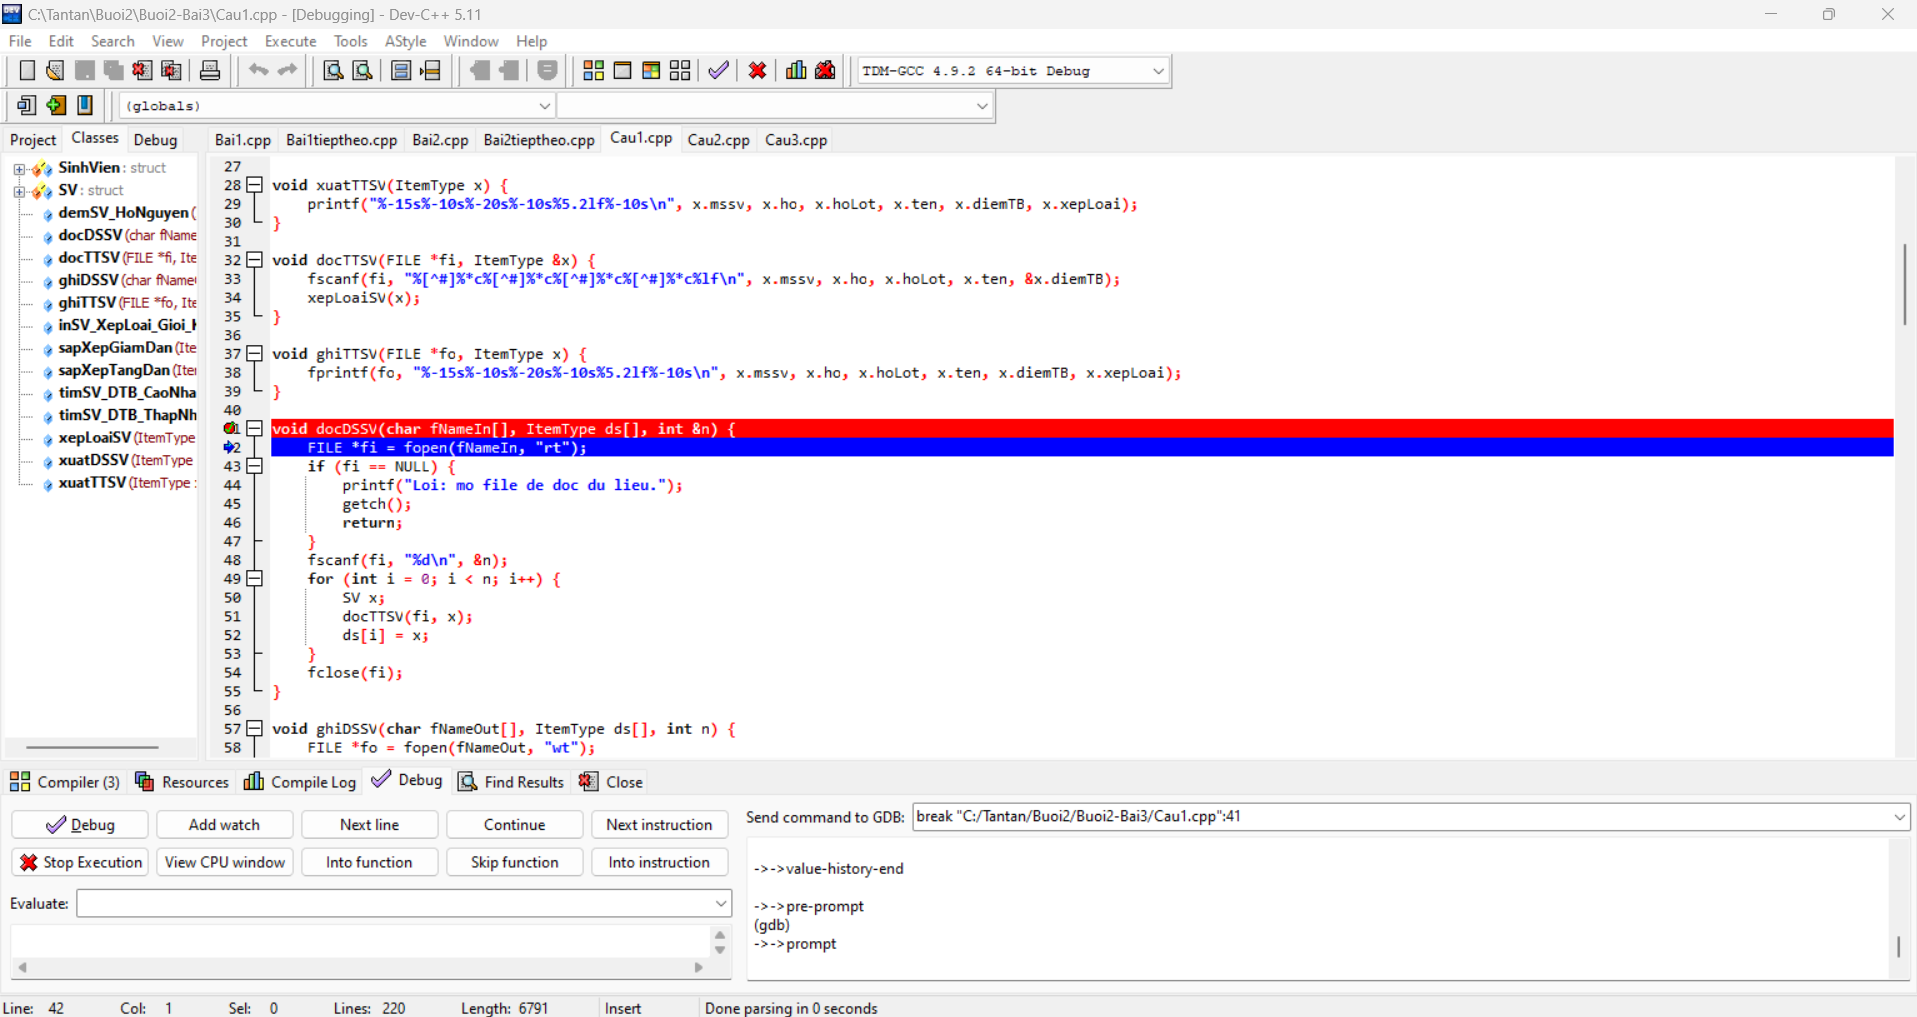 C:\Tantan\Buoi2\Buoi2-Bai3\Cau1.cpp - [Debugging] - Dev-C++ 5.11
File Edit Search View Project Execute Tools AStyle Window Help
TDM-GCC 4.9.2 64-bit Debug
(globals)
Project Classes Debug
Bai1.cpp Bai1tieptheo.cpp Bai2.cpp Bai2tieptheo.cpp Cau1.cpp Cau2.cpp Cau3.cpp
SinhVien : struct
SV : struct
demSV_HoNguyen (
docDSSV (char fName
docTTSV (FILE *fi, Ite
ghiDSSV (char fName
ghiTTSV (FILE *fo, Ite
inSV_XepLoai_Gioi_
sapXepGiamDan (Ite
sapXepTangDan (Ite
timSV_DTB_CaoNha
timSV_DTB_ThapNh
xepLoaiSV (ItemType
xuatDSSV (ItemType
xuatTTSV (ItemType :
27
28 void xuatTTSV(ItemType x) {
29 printf("%-15s%-10s%-20s%-10s%5.2lf%-10s\n", x.mssv, x.ho, x.hoLot, x.ten, x.diemTB, x.xepLoai);
30 }
31
32 void docTTSV(FILE *fi, ItemType &x) {
33 fscanf(fi, "%[^#]%*c%[^#]%*c%[^#]%*c%[^#]%*c%lf\n", x.mssv, x.ho, x.hoLot, x.ten, &x.diemTB);
34 xepLoaiSV(x);
35 }
36
37 void ghiTTSV(FILE *fo, ItemType x) {
38 fprintf(fo, "%-15s%-10s%-20s%-10s%5.2lf%-10s\n", x.mssv, x.ho, x.hoLot, x.ten, x.diemTB, x.xepLoai);
39 }
40
1 void docDSSV(char fNameIn[], ItemType ds[], int &n) {
2 FILE *fi = fopen(fNameIn, "rt");
43 if (fi == NULL) {
44 printf("Loi: mo file de doc du lieu.");
45 getch();
46 return;
47 }
48 fscanf(fi, "%d\n", &n);
49 for (int i = 0; i < n; i++) {
50 SV x;
51 docTTSV(fi, x);
52 ds[i] = x;
53 }
54 fclose(fi);
55 }
56
57 void ghiDSSV(char fNameOut[], ItemType ds[], int n) {
58 FILE *fo = fopen(fNameOut, "wt");
Compiler (3) Resources Compile Log Debug Find Results Close
Debug Add watch Next line Continue Next instruction
Stop Execution View CPU window Into function Skip function Into instruction
Evaluate:
Send command to GDB: break "C:/Tantan/Buoi2/Buoi2-Bai3/Cau1.cpp":41
->->value-history-end
->->pre-prompt
(gdb)
->->prompt
Line: 42 Col: 1 Sel: 0 Lines: 220 Length: 6791 Insert Done parsing in 0 seconds